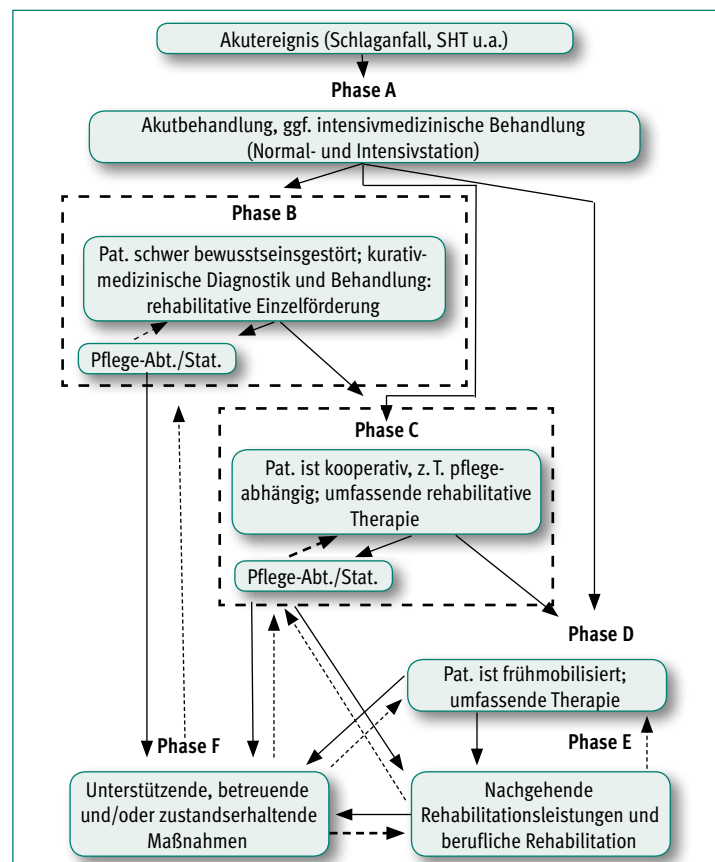 Akutereignis (Schlaganfall, SHT u.a.)
Phase A
Akutbehandlung, ggf. intensivmedizinische Behandlung
(Normal- und Intensivstation)
Phase B
Pat. schwer bewusstseinsgestört; kurativ-
medizinische Diagnostik und Behandlung:
rehabilitative Einzelförderung
Pflege-Abt./Stat.
Phase C
Pat. ist kooperativ, z. T. pflege-
abhängig; umfassende rehabilitative
Therapie
Pflege-Abt./Stat.
Phase D
Pat. ist frühmobilisiert;
umfassende Therapie
Phase F
Unterstützende, betreuende
und/oder zustandserhaltende
Maßnahmen
Phase E
Nachgehende
Rehabilitationsleistungen und
berufliche Rehabilitation